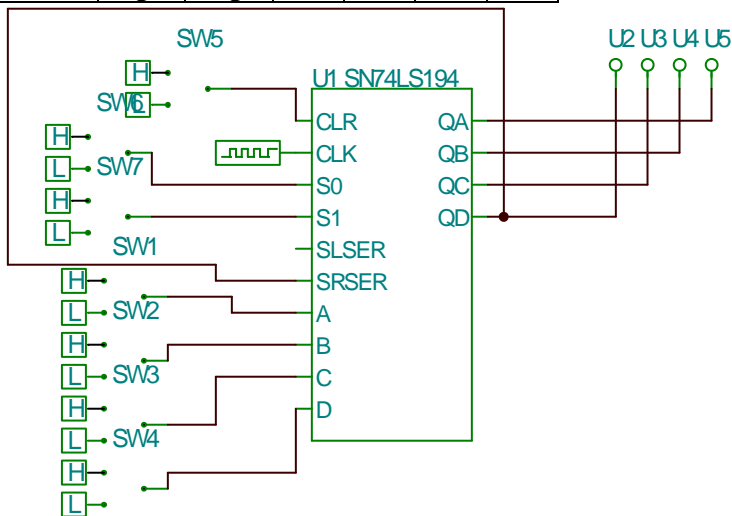 SW5
U2 U3 U4 U5
H
U1 SN74LS194
SW6
L
CLR QA
H
CLK QB
L
SW7
S0 QC
H
S1 QD
L
SW1
SLSER
H
SRSER
L
SW2
A
H
B
L
SW3
C
H
D
L
SW4
H
L